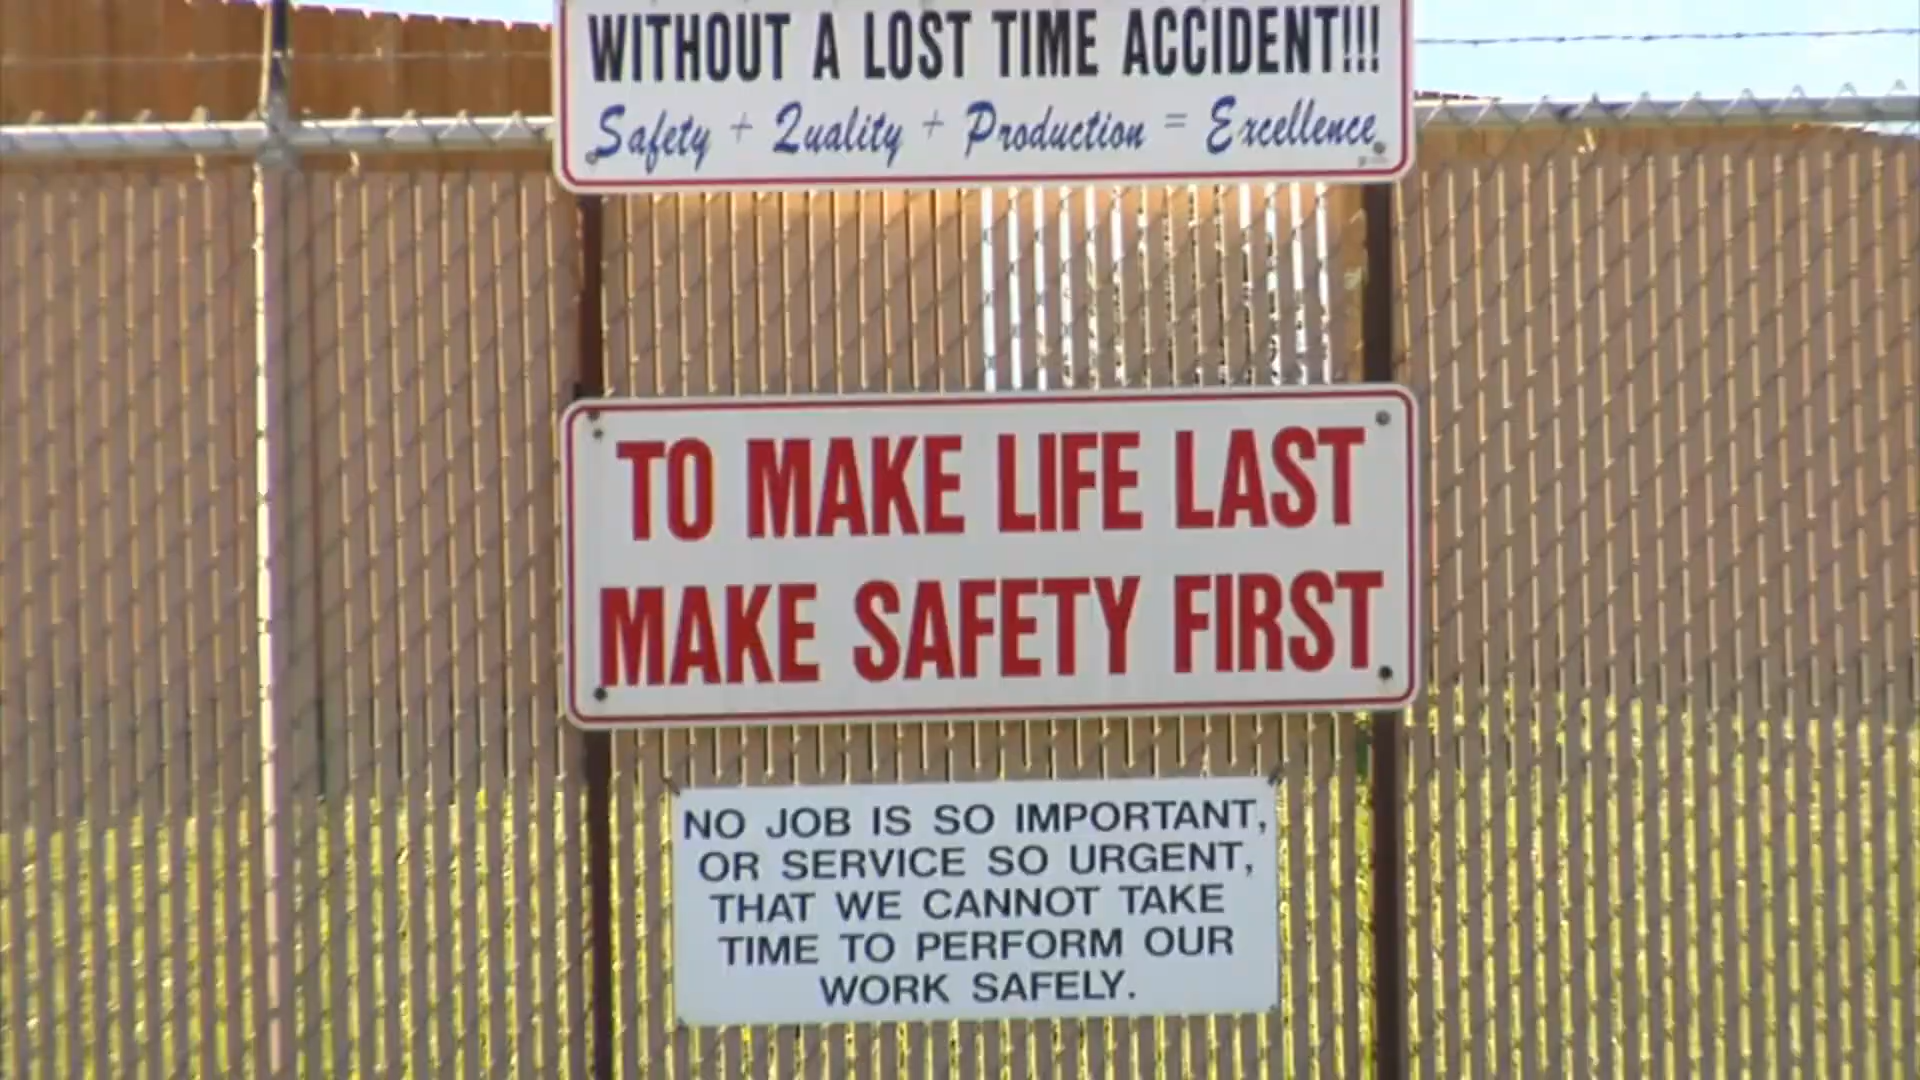 WITHOUT A LOST TIME ACCIDENT!!!
Safety + Quality + Production = Excellence
TO MAKE LIFE LAST
MAKE SAFETY FIRST
NO JOB IS SO IMPORTANT,
OR SERVICE SO URGENT,
THAT WE CANNOT TAKE
TIME TO PERFORM OUR
WORK SAFELY.